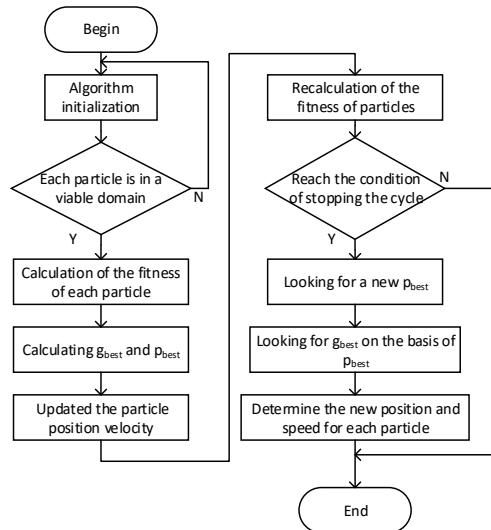 Begin
Algorithm
initialization
Each particle is in a
viable domain
N
Y
Calculation of the fitness
of each particle
Calculating gbest and pbest
Updated the particle
position velocity
Recalculation of the
fitness of particles
Reach the condition
of stopping the cycle
N
Y
Looking for a new pbest
Looking for gbest on the basis of
pbest
Determine the new position and
speed for each particle
End